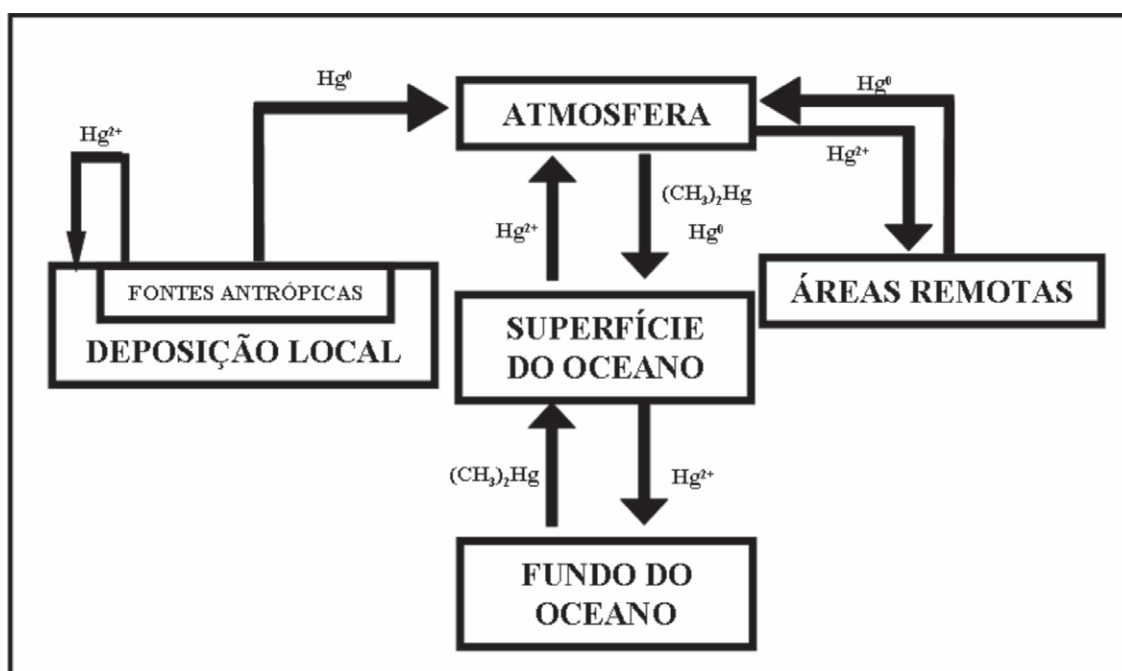 Hg⁰
Hg⁰
Hg²⁺
ATMOSFERA
Hg²⁺
(CH₃)₂Hg
Hg²⁺
Hg⁰
FONTES ANTRÓPICAS
DEPOSIÇÃO LOCAL
SUPERFÍCIE
DO OCEANO
ÁREAS REMOTAS
(CH₃)₂Hg
Hg²⁺
FUNDO DO
OCEANO